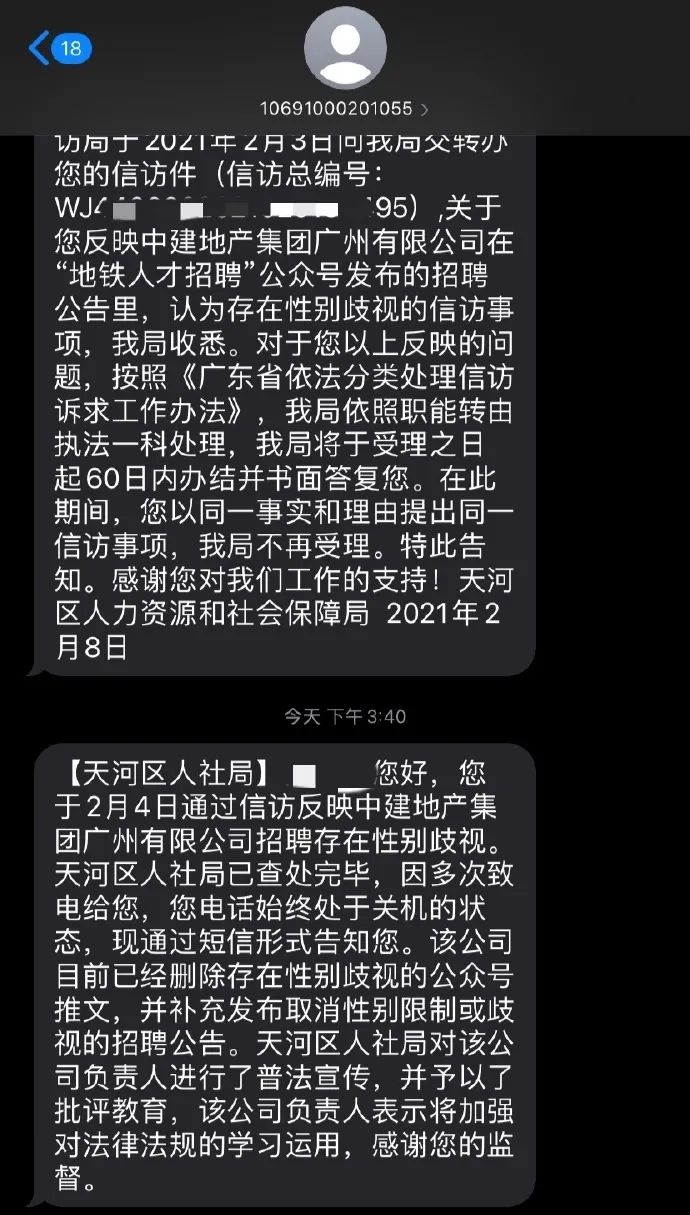 18
10691000201055
访局于2021年2月3日向我局交转办
您的信访件（信访总编号：
WJ4 95）,关于
您反映中建地产集团广州有限公司在
“地铁人才招聘”公众号发布的招聘
公告里，认为存在性别歧视的信访事
项，我局收悉。对于您以上反映的问
题，按照《广东省依法分类处理信访
诉求工作办法》，我局依照职能转由
执法一科处理，我局将于受理之日
起60日内办结并书面答复您。在此
期间，您以同一事实和理由提出同一
信访事项，我局不再受理。特此告
知。感谢您对我们工作的支持！天河
区人力资源和社会保障局 2021年2
月8日
今天 下午 3:40
【天河区人社局】 您好，您
于2月4日通过信访反映中建地产集
团广州有限公司招聘存在性别歧视。
天河区人社局已查处完毕，因多次致
电给您，您电话始终处于关机的状
态，现通过短信形式告知您。该公司
目前已经删除存在性别歧视的公众号
推文，并补充发布取消性别限制或歧
视的招聘公告。天河区人社局对该公
司负责人进行了普法宣传，并予以了
批评教育，该公司负责人表示将加强
对法律法规的学习运用，感谢您的监
督。